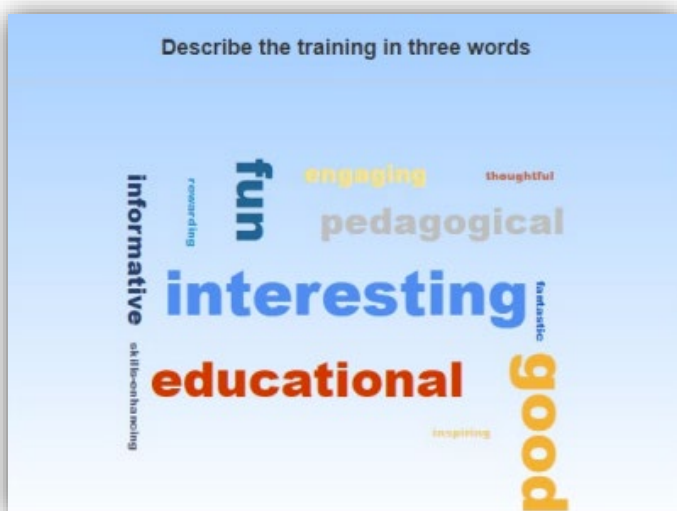 Describe the training in three words
fun
engaging
thoughtful
informative
rewarding
pedagogical
interesting
fantastic
skills-enhancing
educational
good
inspiring